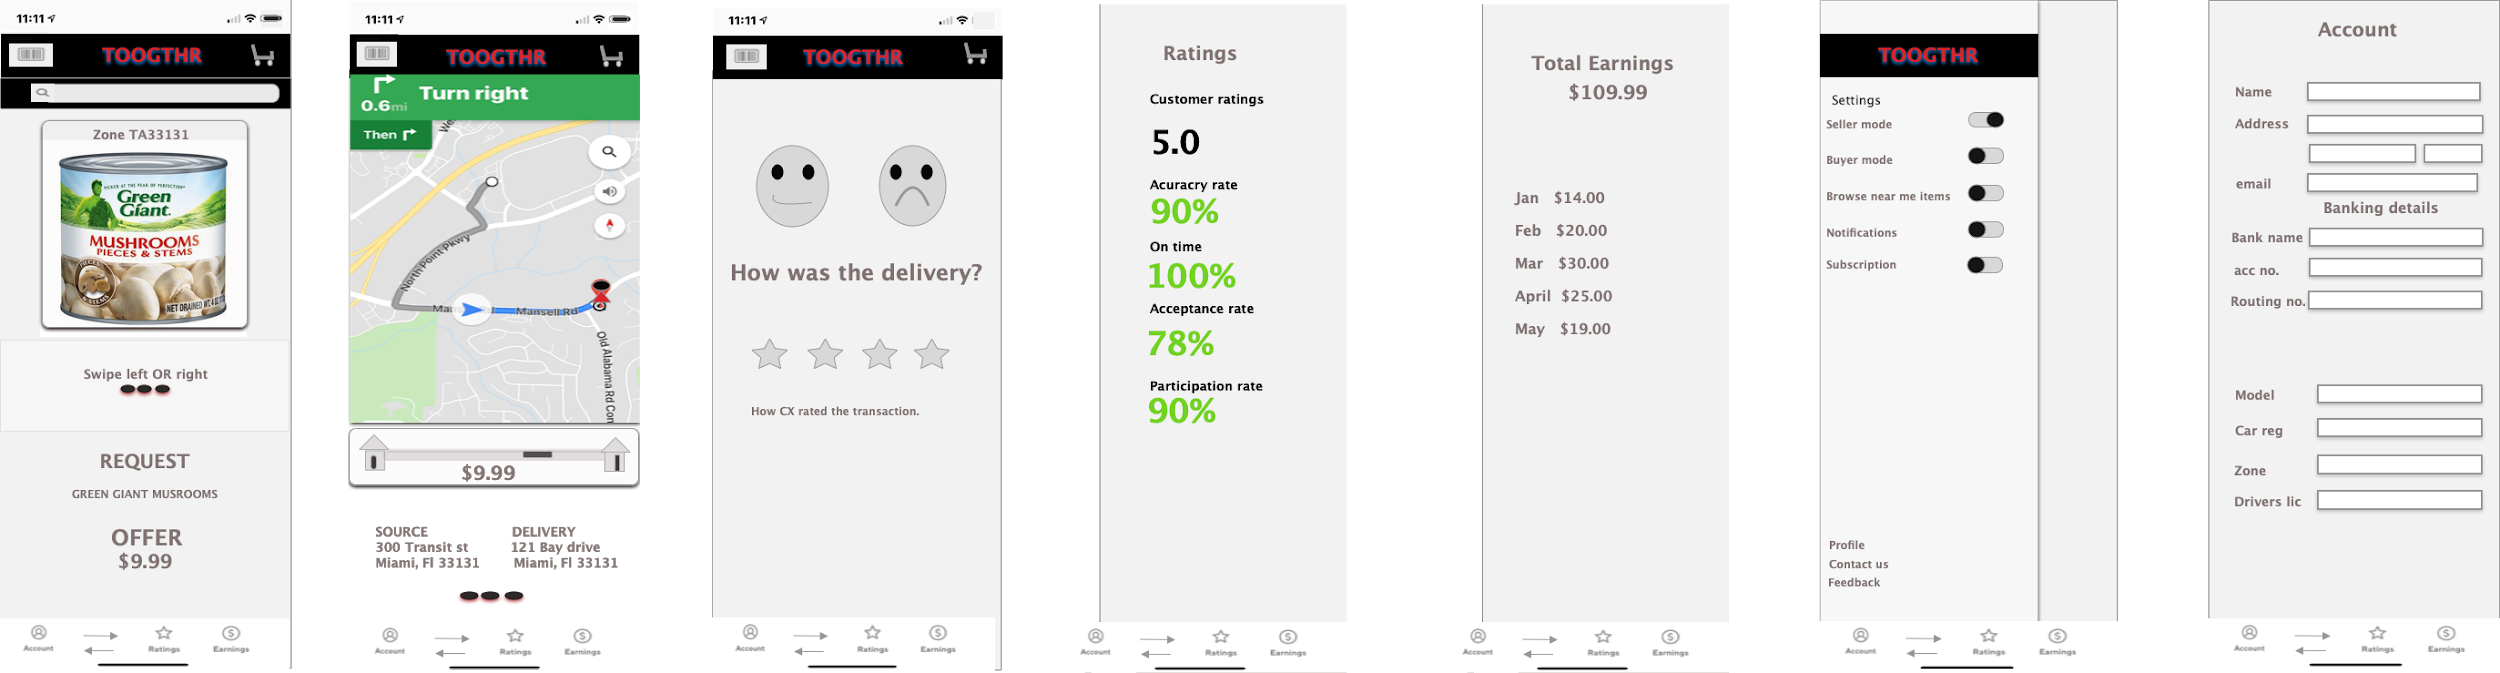 11:11
TOOGTHR
Zone TA33131
PICKED AT THE PEAK OF PERFECTION
Green
Giant.
MUSHROOMS
PIECES & STEMS
PIECES
& STEMS
Swipe left OR right
REQUEST
GREEN GIANT MUSROOMS
OFFER
$9.99
Account
Ratings
Earnings
11:11
TOOGTHR
0.6 mi
Turn right
Then
North Point Pkwy
Mansell Rd
Old Alabama Rd Con
$9.99
SOURCE
300 Transit st
Miami, Fl 33131
DELIVERY
121 Bay drive
Miami, Fl 33131
Account
Ratings
Earnings
11:11
TOOGTHR
How was the delivery?
How CX rated the transaction.
Account
Ratings
Earnings
Ratings
Customer ratings
5.0
Acuracry rate
90%
On time
100%
Acceptance rate
78%
Participation rate
90%
Account
Ratings
Earnings
Total Earnings
$109.99
Jan $14.00
Feb $20.00
Mar $30.00
April $25.00
May $19.00
Account
Ratings
Earnings
TOOGTHR
Settings
Seller mode
Buyer mode
Browse near me items
Notifications
Subscription
Profile
Contact us
Feedback
Account
Ratings
Earnings
Account
Name
Address
email
Banking details
Bank name
acc no.
Routing no.
Model
Car reg
Zone
Drivers lic
Account
Ratings
Earnings